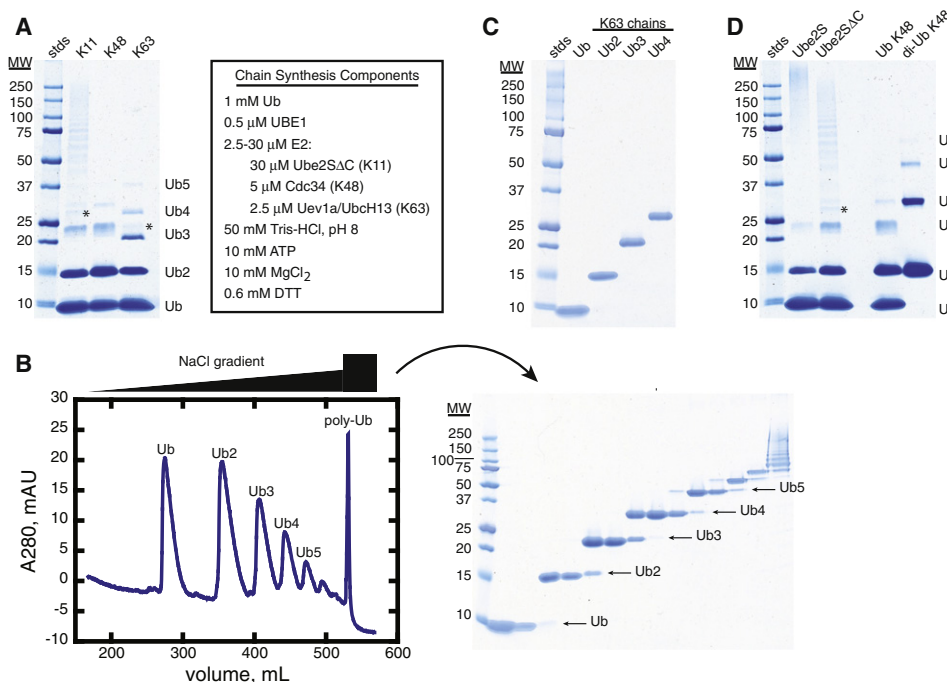 A
stds
K11
K48
K63
MW
250
150
100
75
50
37
25
20
15
10
Ub5
Ub4
*
*
Ub3
Ub2
Ub
Chain Synthesis Components
1 mM Ub
0.5 μM UBE1
2.5-30 μM E2:
30 μM Ube2SΔC (K11)
5 μM Cdc34 (K48)
2.5 μM Uev1a/UbcH13 (K63)
50 mM Tris-HCl, pH 8
10 mM ATP
10 mM MgCl2
0.6 mM DTT
C
K63 chains
stds
Ub
Ub2
Ub3
Ub4
MW
250
150
100
75
50
37
25
20
15
10
D
stds
Ube2S
Ube2SΔC
Ub K48
di-Ub K48
MW
250
150
100
75
50
37
25
20
15
10
*
U
U
U
U
U
U
B
NaCl gradient
30
25
20
15
10
5
0
-5
-10
A280, mAU
Ub
Ub2
Ub3
Ub4
Ub5
poly-Ub
200
300
400
500
600
volume, mL
MW
250
150
100
75
50
37
25
20
15
10
Ub5
Ub4
Ub3
Ub2
Ub